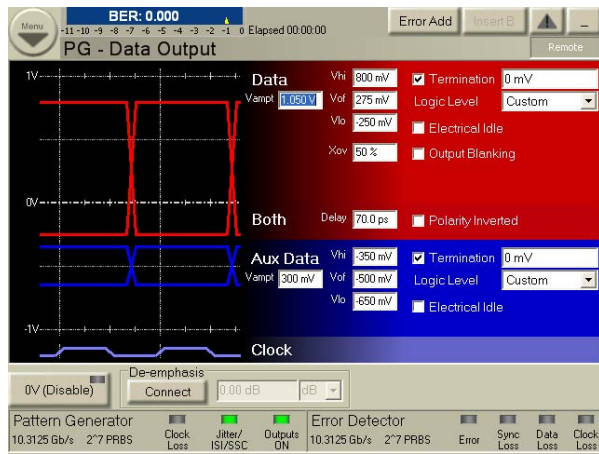 Menu
BER: 0.000
-11 -10 -9 -8 -7 -6 -5 -4 -3 -2 -1 0 Elapsed 00:00:00
Error Add
Insert B
PG - Data Output
Remote
1V
Data
Vhi 800 mV
Termination 0 mV
Vampt 1.050 V
Vof 275 mV
Logic Level Custom
Vlo -250 mV
Electrical Idle
Xov 50 %
Output Blanking
0V
Both
Delay 70.0 ps
Polarity Inverted
Aux Data
Vhi -350 mV
Termination 0 mV
Vampt 300 mV
Vof -500 mV
Logic Level Custom
Vlo -650 mV
Electrical Idle
-1V
Clock
0V (Disable)
De-emphasis
Connect
0.00 dB
dB
Pattern Generator
10.3125 Gb/s 2^7 PRBS
Clock Loss
Jitter/ ISI/SSC
Outputs ON
Error Detector
10.3125 Gb/s 2^7 PRBS
Error
Sync Loss
Data Loss
Clock Loss